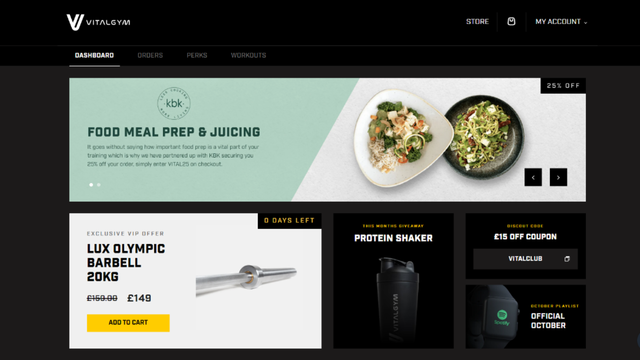 VITALGYM
STORE
MY ACCOUNT
DASHBOARD
ORDERS
PERKS
WORKOUTS
25% OFF
kbk
FOOD MEAL PREP & JUICING
It goes without saying how important food prep is a vital part of your
training which is why we have partnered up with KBK securing you
25% off your order, simply enter VITAL25 on checkout.
0 DAYS LEFT
EXCLUSIVE VIP OFFER
LUX OLYMPIC
BARBELL
20KG
£159.00 £149
ADD TO CART
THIS MONTHS GIVEAWAY
PROTEIN SHAKER
VITALGYM
DISCOUNT CODE
£15 OFF COUPON
VITALCLUB
Spotify
OCTOBER PLAYLIST
OFFICIAL
OCTOBER